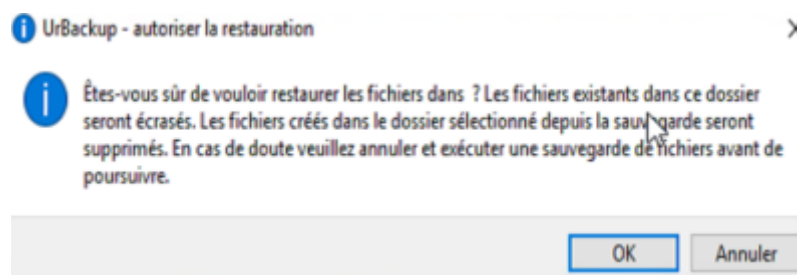 UrBackup - autoriser la restauration
Êtes-vous sûr de vouloir restaurer les fichiers dans ? Les fichiers existants dans ce dossier
seront écrasés. Les fichiers créés dans le dossier sélectionné depuis la sauvegarde seront
supprimés. En cas de doute veuillez annuler et exécuter une sauvegarde de fichiers avant de
poursuivre.
OK Annuler